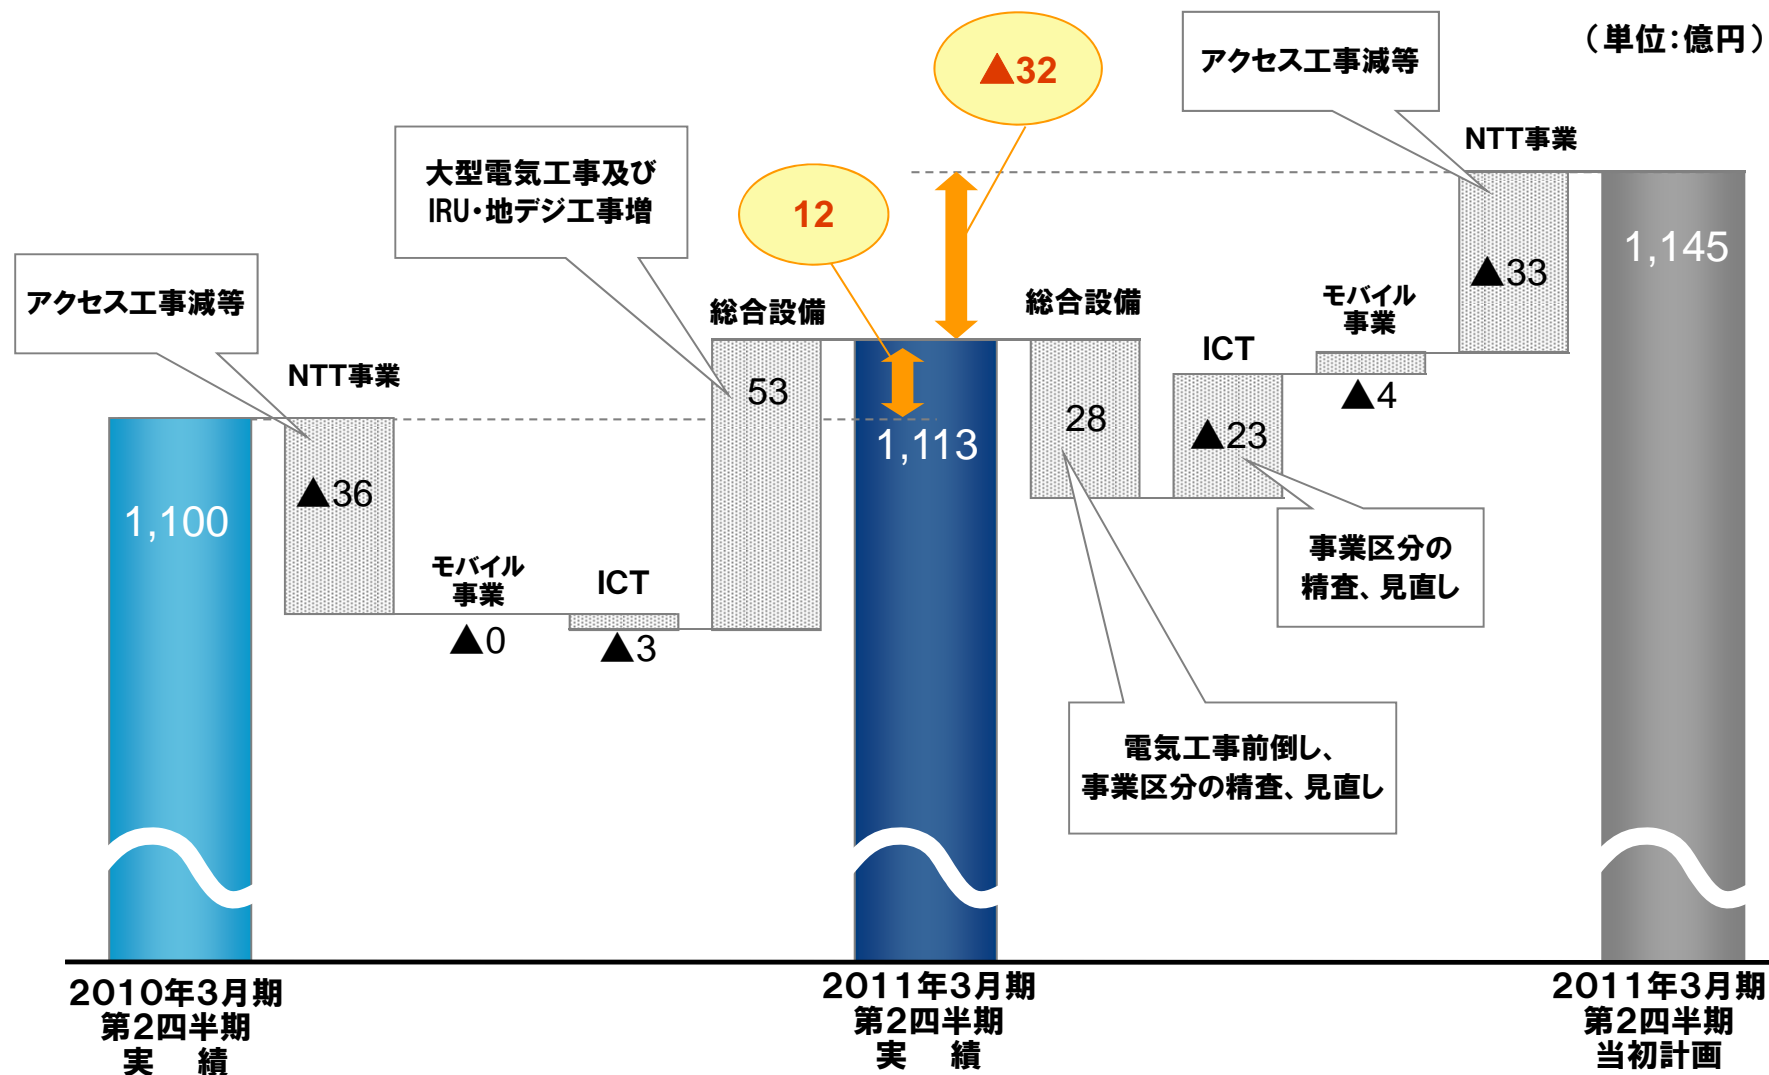 （単位：億円）
▲32
アクセス工事減等
NTT事業
大型電気工事及び
IRU・地デジ工事増
12
▲33
1,145
アクセス工事減等
NTT事業
総合設備
総合設備
モバイル
事業
ICT
▲4
53
28
▲23
1,113
▲36
1,100
モバイル
事業
▲0
ICT
▲3
事業区分の
精査、見直し
電気工事前倒し、
事業区分の精査、見直し
2010年3月期
第2四半期
実　績
2011年3月期
第2四半期
実　績
2011年3月期
第2四半期
当初計画